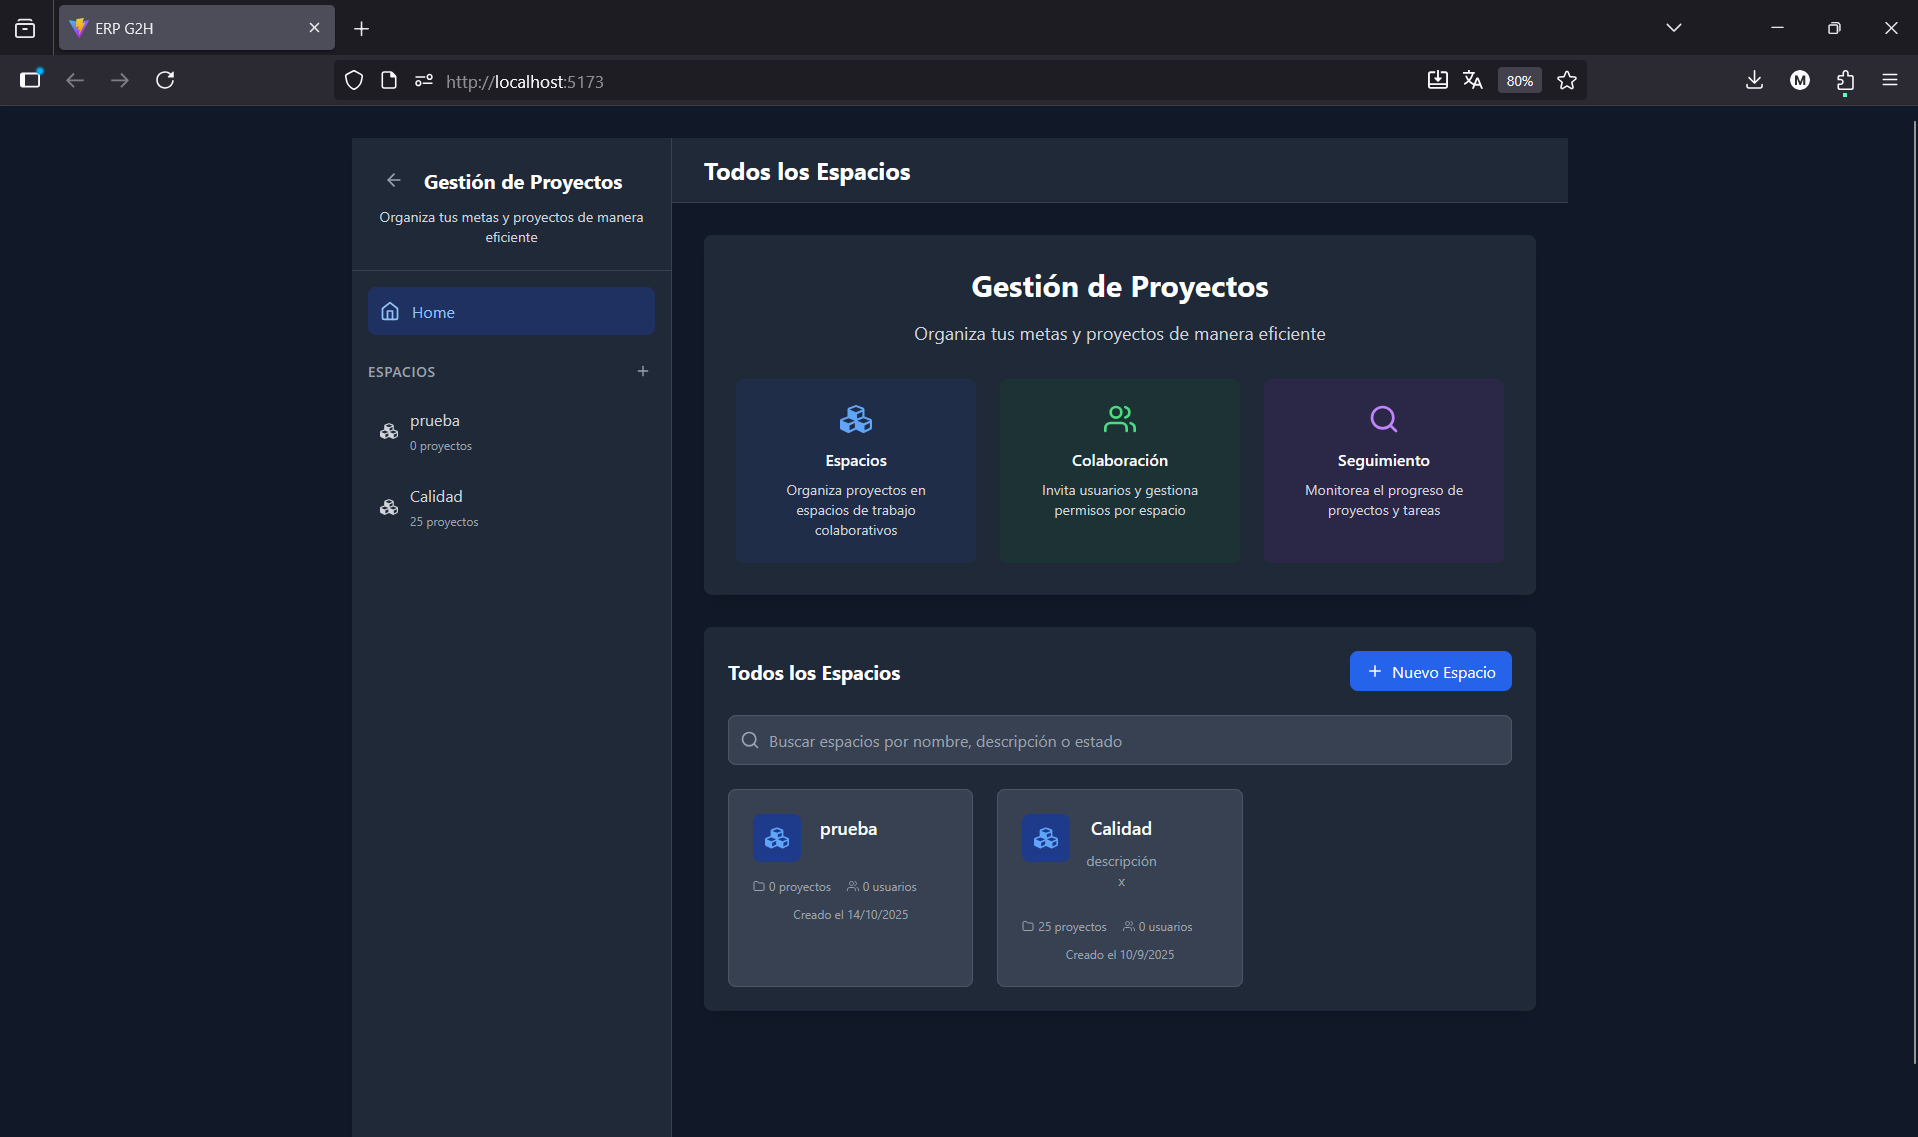 ERP G2H
http://localhost:5173
80%
M
Gestión de Proyectos
Organiza tus metas y proyectos de manera
eficiente
Home
ESPACIOS
prueba
0 proyectos
Calidad
25 proyectos
Todos los Espacios
Gestión de Proyectos
Organiza tus metas y proyectos de manera eficiente
Espacios
Organiza proyectos en
espacios de trabajo
colaborativos
Colaboración
Invita usuarios y gestiona
permisos por espacio
Seguimiento
Monitorea el progreso de
proyectos y tareas
Todos los Espacios
Nuevo Espacio
Buscar espacios por nombre, descripción o estado
prueba
0 proyectos 0 usuarios
Creado el 14/10/2025
Calidad
descripción
x
25 proyectos 0 usuarios
Creado el 10/9/2025